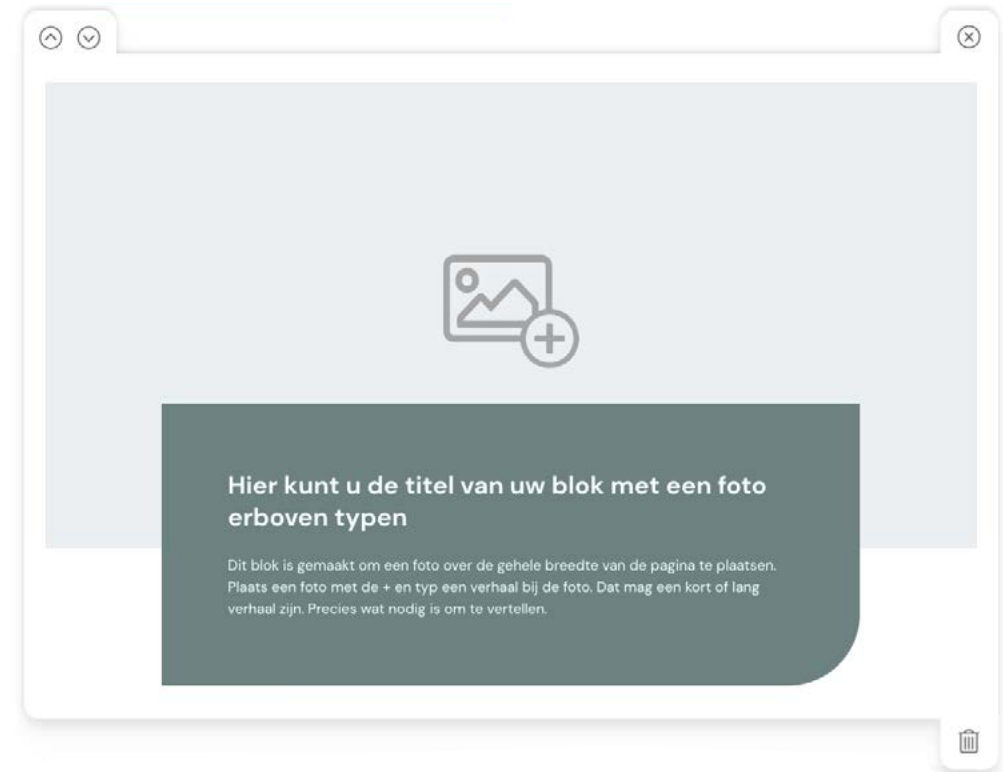 Hier kunt u de titel van uw blok met een foto
erboven typen
Dit blok is gemaakt om een foto over de gehele breedte van de pagina te plaatsen.
Plaats een foto met de + en typ een verhaal bij de foto. Dat mag een kort of lang
verhaal zijn. Precies wat nodig is om te vertellen.